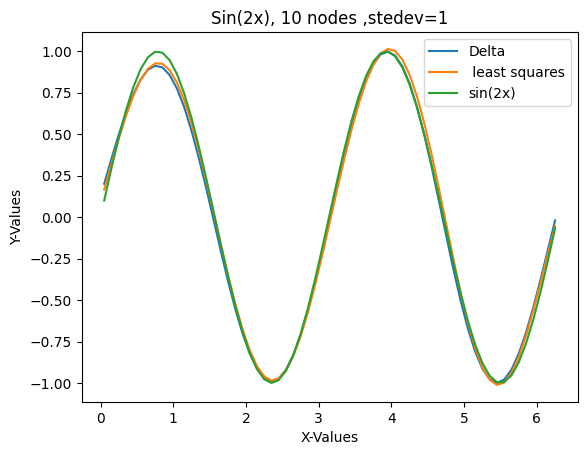 Sin(2x), 10 nodes ,stedev=1
Delta
least squares
sin(2x)
1.00
0.75
0.50
0.25
0.00
−0.25
−0.50
−0.75
−1.00
Y-Values
0 1 2 3 4 5 6
X-Values